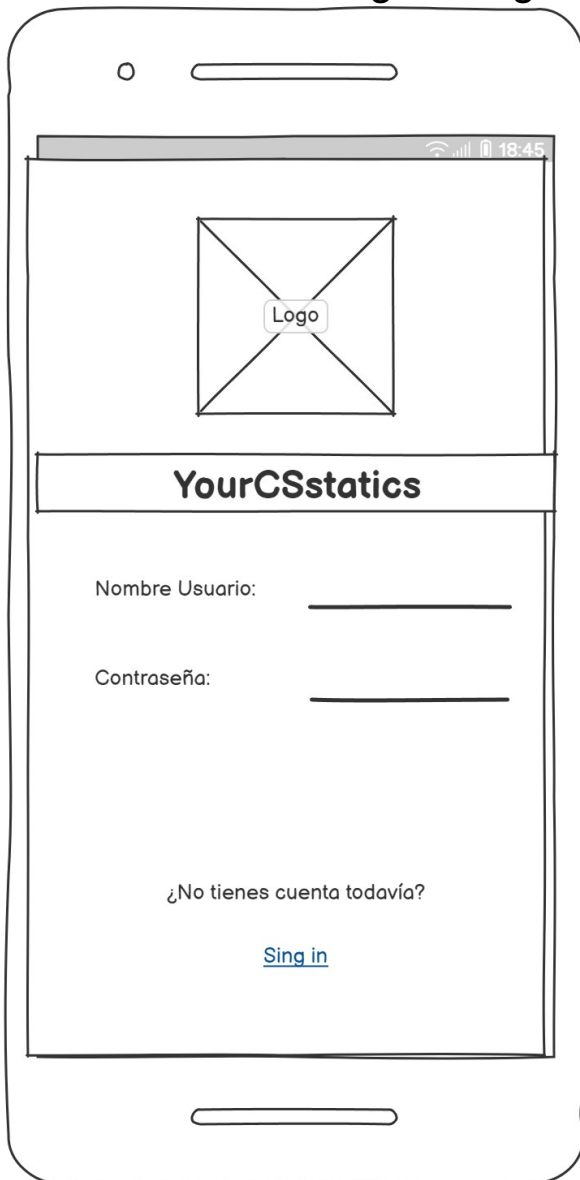 18:45
Logo
YourCSstatics
Nombre Usuario:
Contraseña:
¿No tienes cuenta todavía?
Sing in